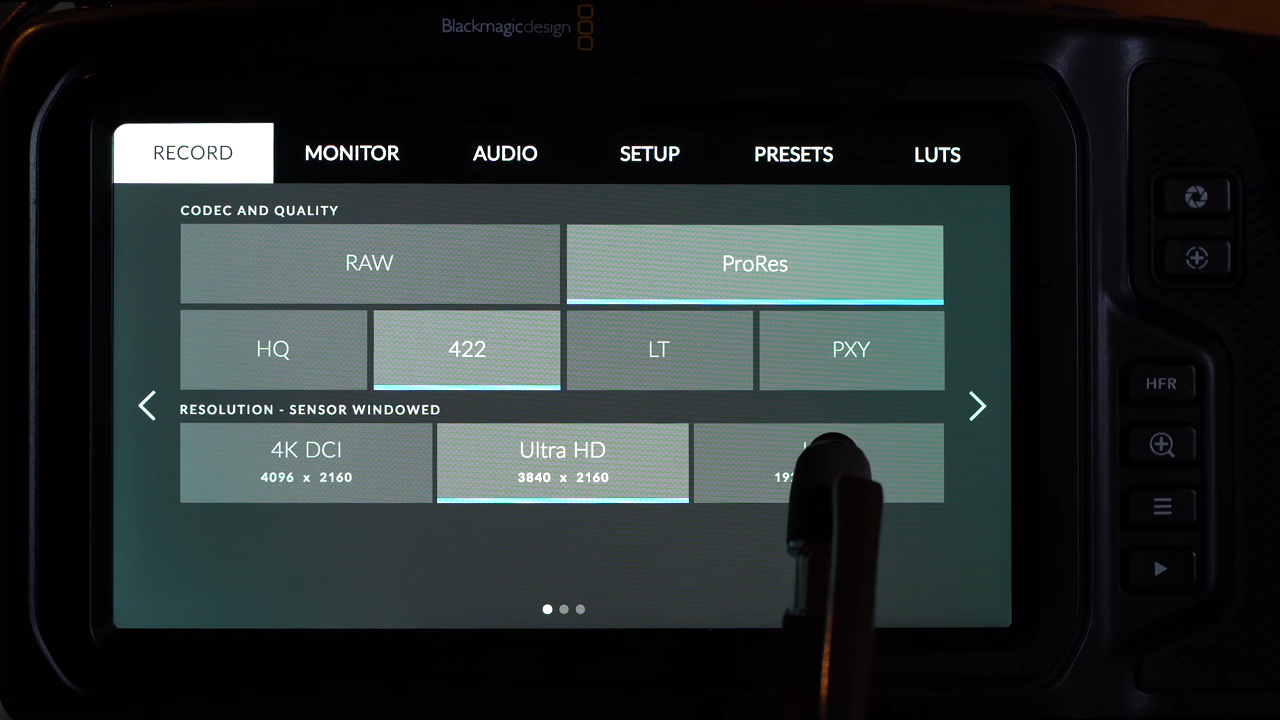 Blackmagicdesign
RECORD MONITOR AUDIO SETUP PRESETS LUTS
CODEC AND QUALITY
RAW ProRes
HQ 422 LT PXY
HFR
RESOLUTION - SENSOR WINDOWED
4K DCI Ultra HD
4096 x 2160 3840 x 2160